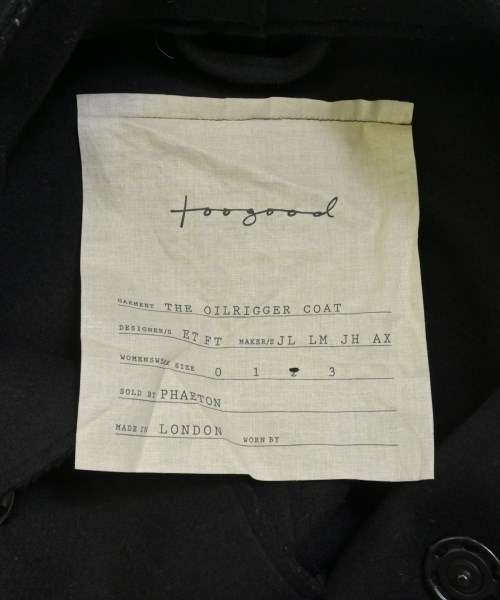 toogood
GARMENT THE OILRIGGER COAT
DESIGNER/S ET FT MAKER/S JL LM JH AX
WOMENSWEAR SIZE 0 1 2 3
SOLD BY PHAETON
MADE IN LONDON WORN BY